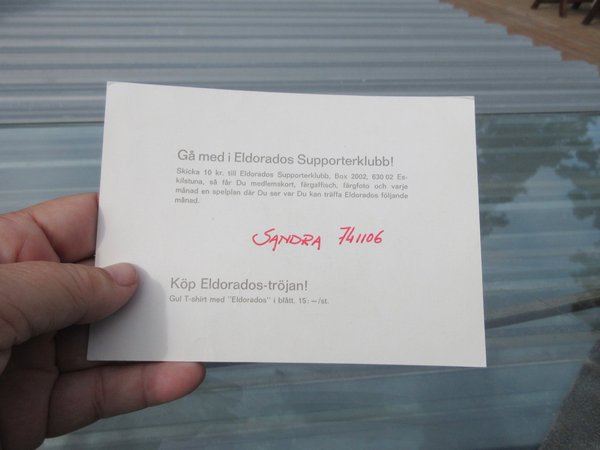 Gå med i Eldorados Supporterklubb!
Skicka 10 kr. till Eldorados Supporterklubb, Box 2002, 630 02 Es-
kilstuna, så får Du medlemskort, färgaffisch, färgfoto och varje
månad en spelplan där Du ser var Du kan träffa Eldorados följande
månad.
SANDRA 741106
Köp Eldorados-tröjan!
Gul T-shirt med "Eldorados" i blått. 15:—/st.